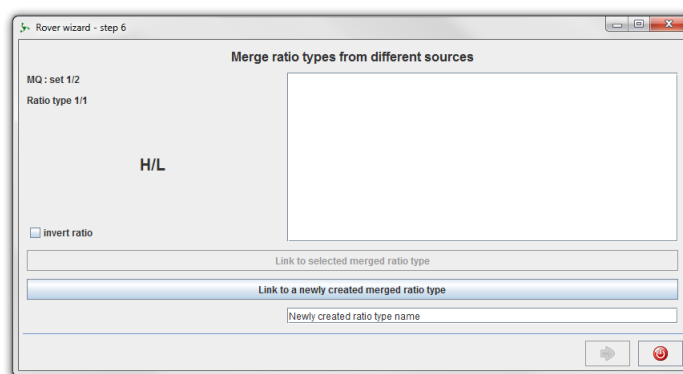 Rover wizard - step 6
Merge ratio types from different sources
MQ : set 1/2
Ratio type 1/1
H/L
invert ratio
Link to selected merged ratio type
Link to a newly created merged ratio type
Newly created ratio type name